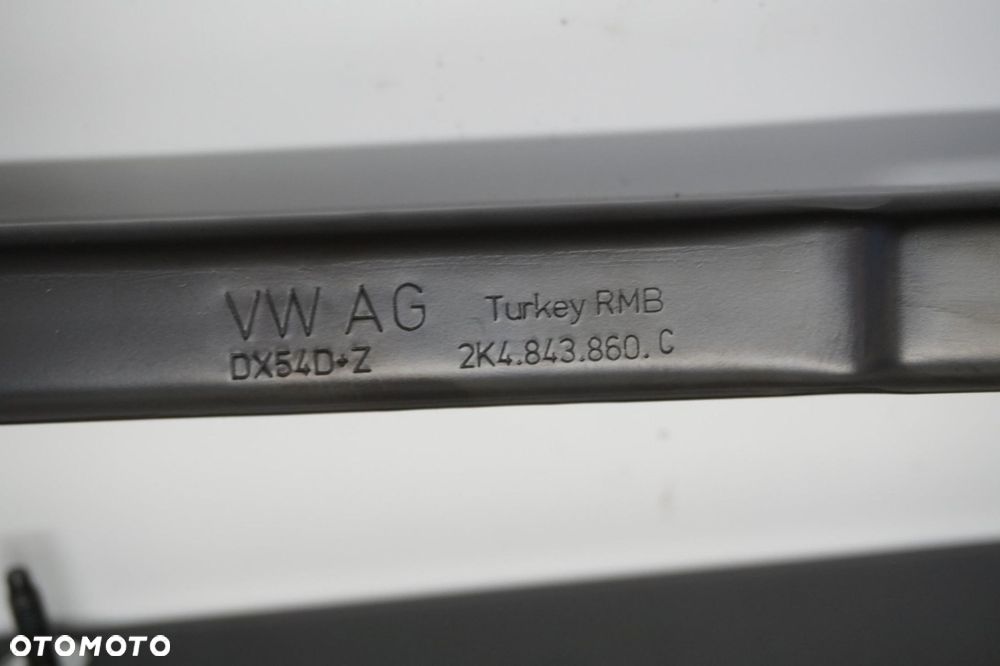 VW AG Turkey RMB
DX54D+Z 2K4.843.860. C
OTOMOTO